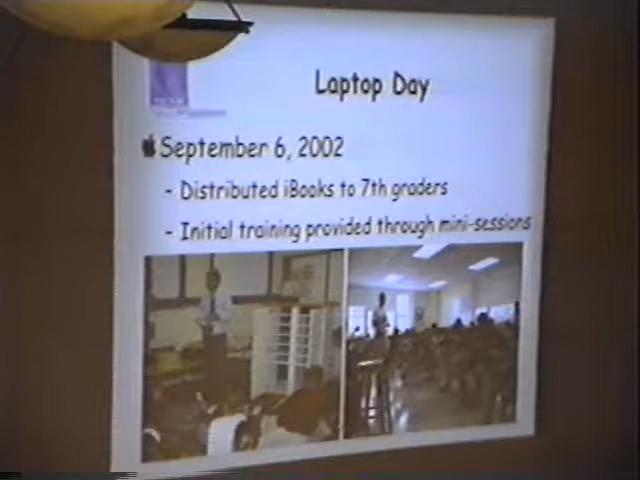 Laptop Day
September 6, 2002
- Distributed iBooks to 7th graders
- Initial training provided through mini-sessions